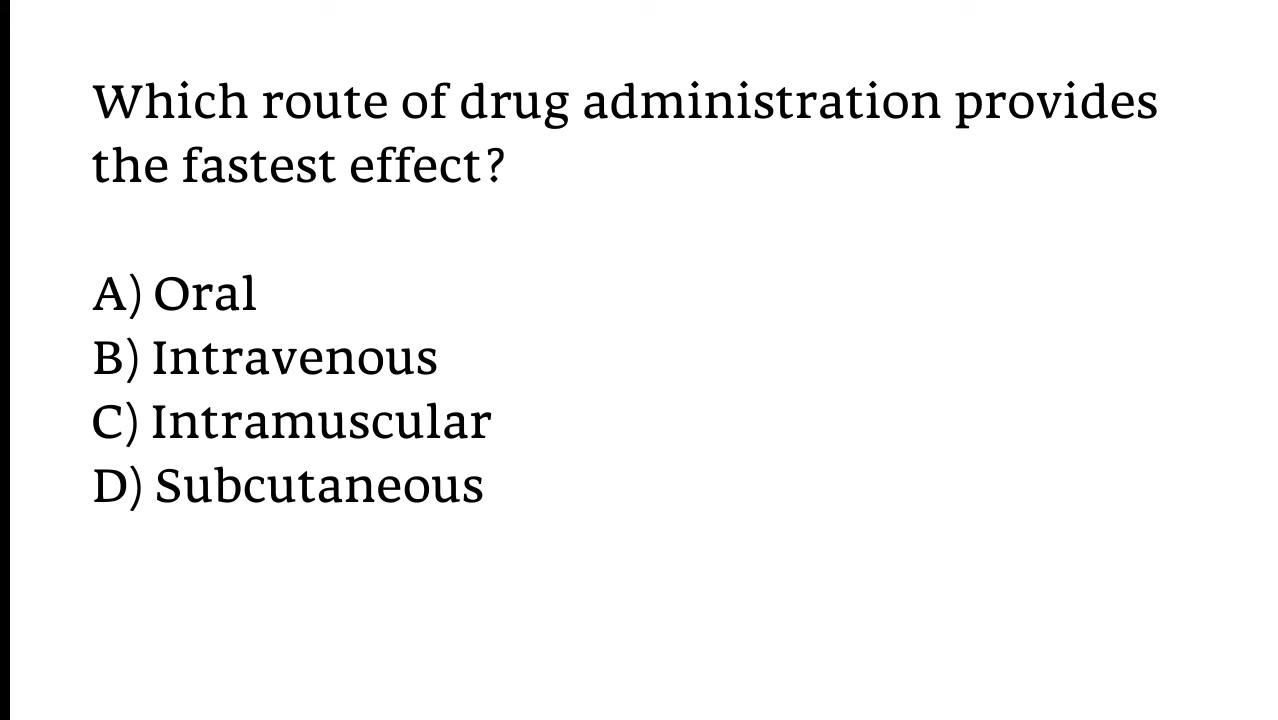 Which route of drug administration provides
the fastest effect?
A) Oral
B) Intravenous
C) Intramuscular
D) Subcutaneous